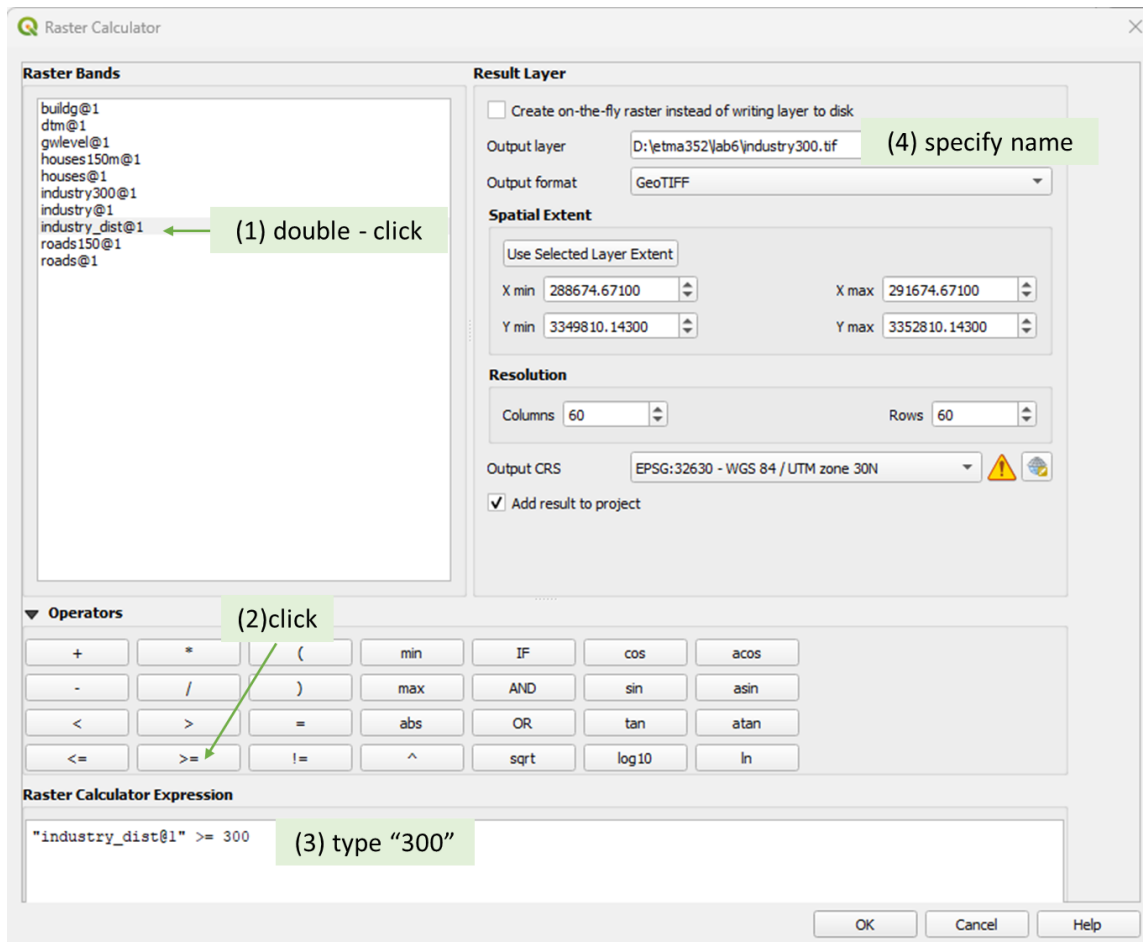 Raster Calculator
Raster Bands
buildg@1
dtm@1
gwlevel@1
houses150m@1
houses@1
industry300@1
industry@1
industry_dist@1
roads150@1
roads@1
(1) double - click
Result Layer
Create on-the-fly raster instead of writing layer to disk
Output layer D:\etma352\lab6\industry300.tif
(4) specify name
Output format GeoTIFF
Spatial Extent
Use Selected Layer Extent
X min 288674.67100 X max 291674.67100
Y min 3349810.14300 Y max 3352810.14300
Resolution
Columns 60 Rows 60
Output CRS EPSG:32630 - WGS 84 / UTM zone 30N
Add result to project
Operators
(2)click
+ * ( min IF cos acos
- / ) max AND sin asin
< > = abs OR tan atan
<= >= != ^ sqrt log10 ln
Raster Calculator Expression
"industry_dist@1" >= 300
(3) type “300”
OK Cancel Help